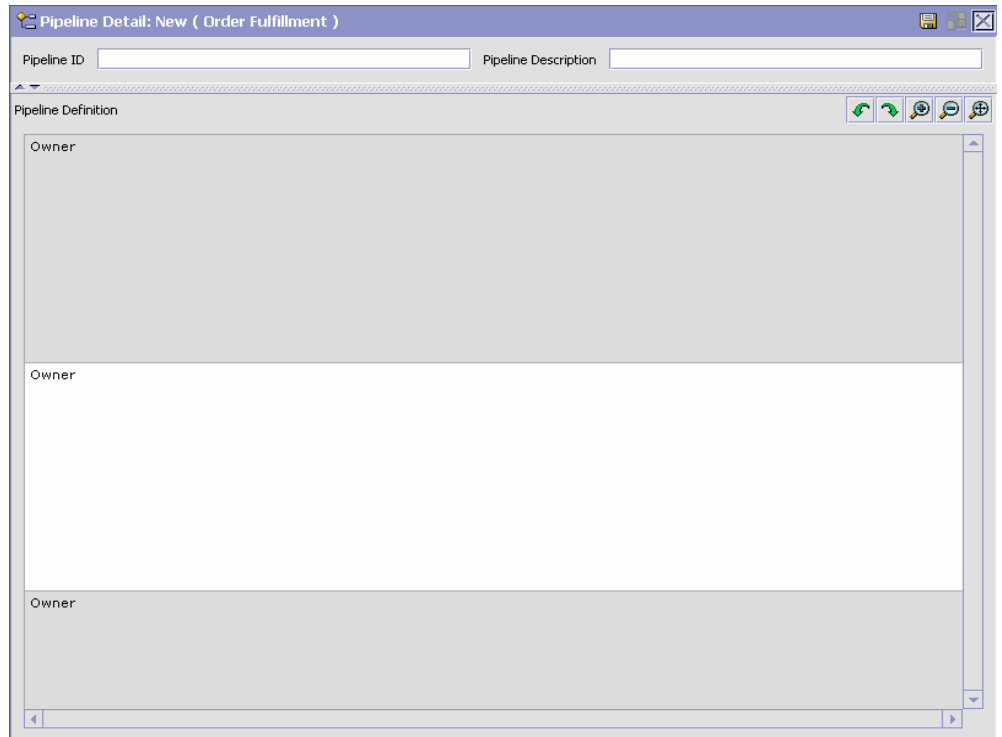 Pipeline Detail: New ( Order Fulfillment )
Pipeline ID Pipeline Description
Pipeline Definition
Owner
Owner
Owner